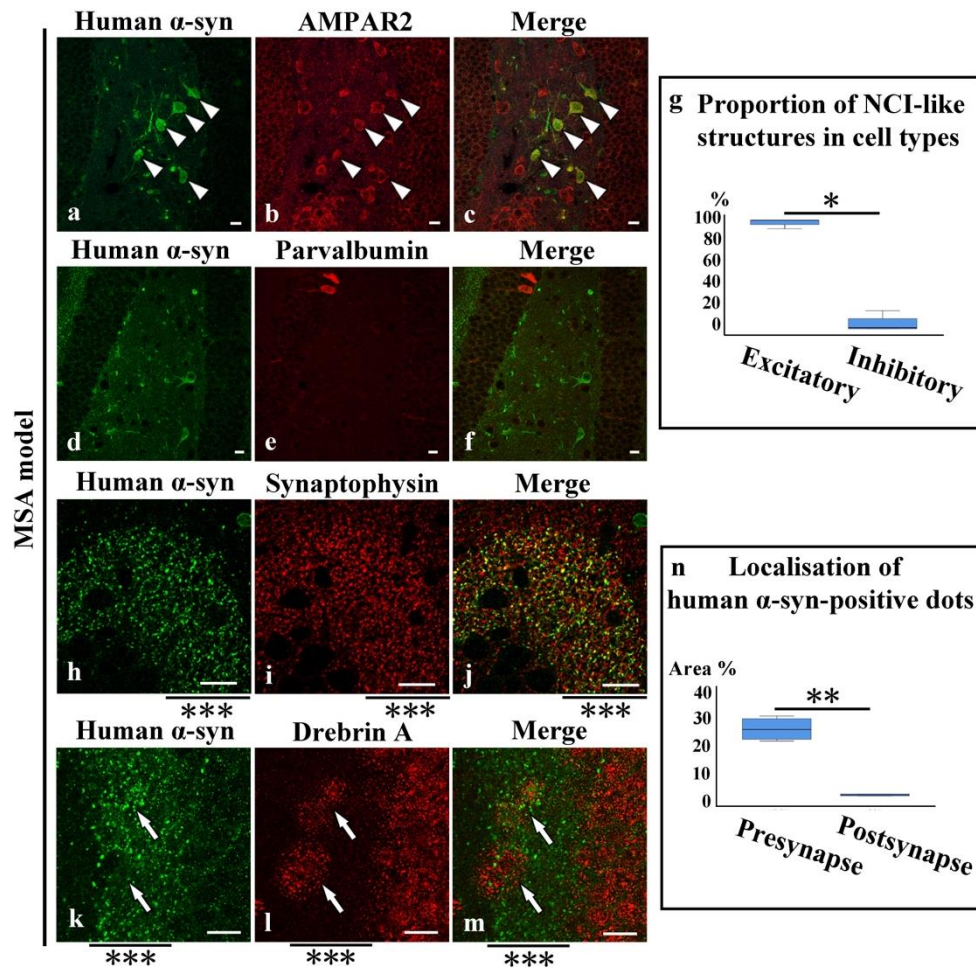 Human α-syn AMPAR2 Merge
a b c
Human α-syn Parvalbumin Merge
d e f
Human α-syn Synaptophysin Merge
h i j
*** *** ***
Human α-syn Drebrin A Merge
k l m
*** *** ***
MSA model
g Proportion of NCI-like
structures in cell types
%
*
100
80
60
40
20
0
Excitatory Inhibitory
n Localisation of
human α-syn-positive dots
Area %
**
40
30
20
10
0
Presynapse Postsynapse